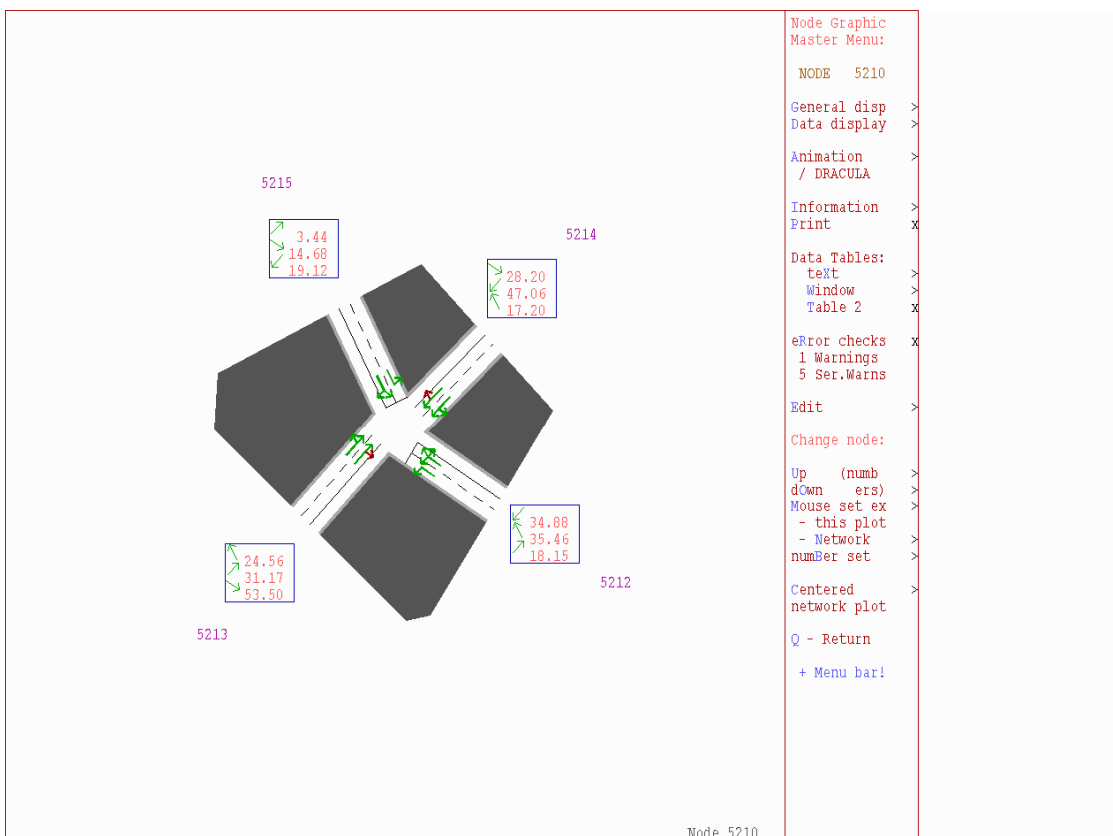 5215
3.44
14.68
19.12
5214
28.20
47.06
17.20
34.88
35.46
18.15
5212
24.56
31.17
53.50
5213
Node 5210
Node Graphic
Master Menu:
NODE 5210
General disp >
Data display >
Animation >
/ DRACULA
Information >
Print x
Data Tables:
teXt >
Window >
Table 2 x
eRror checks x
1 Warnings
5 Ser.Warns
Edit >
Change node:
Up (numb >
dOwn ers) >
Mouse set ex >
- this plot
- Network >
numBer set >
Centered >
network plot
Q - Return
+ Menu bar!